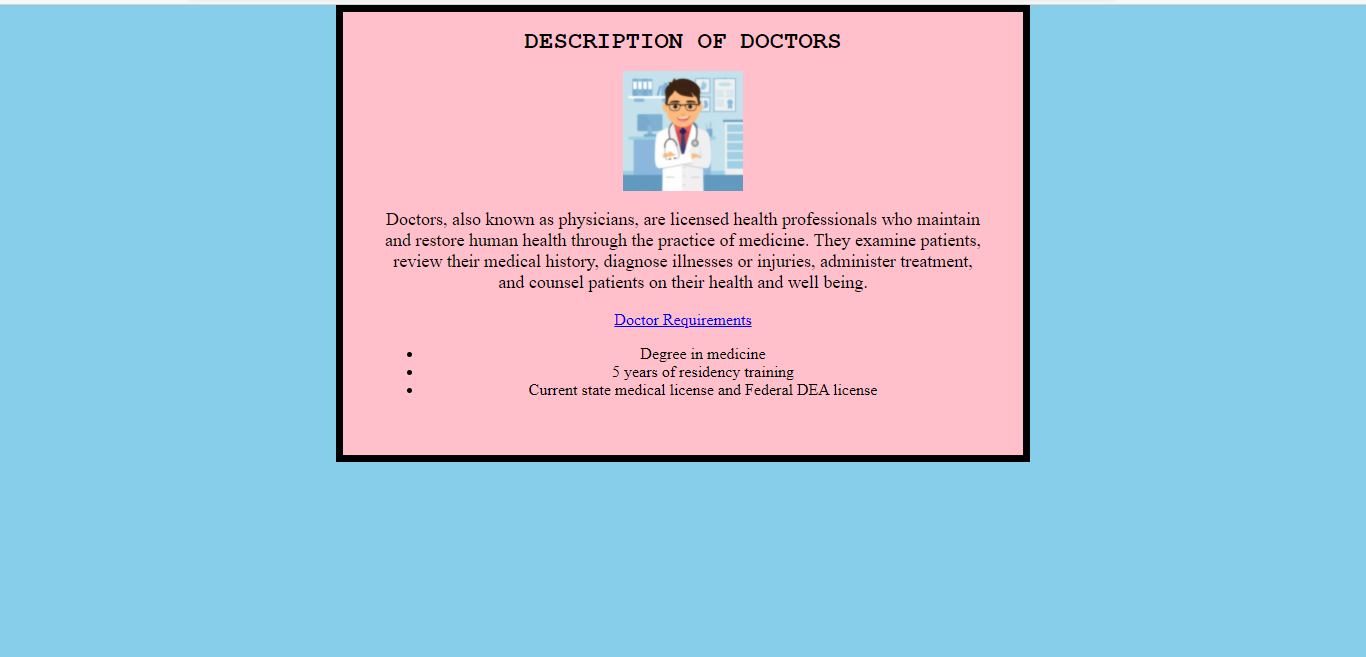 DESCRIPTION OF DOCTORS
Doctors, also known as physicians, are licensed health professionals who maintain
and restore human health through the practice of medicine. They examine patients,
review their medical history, diagnose illnesses or injuries, administer treatment,
and counsel patients on their health and well being.
Doctor Requirements
• Degree in medicine
• 5 years of residency training
• Current state medical license and Federal DEA license